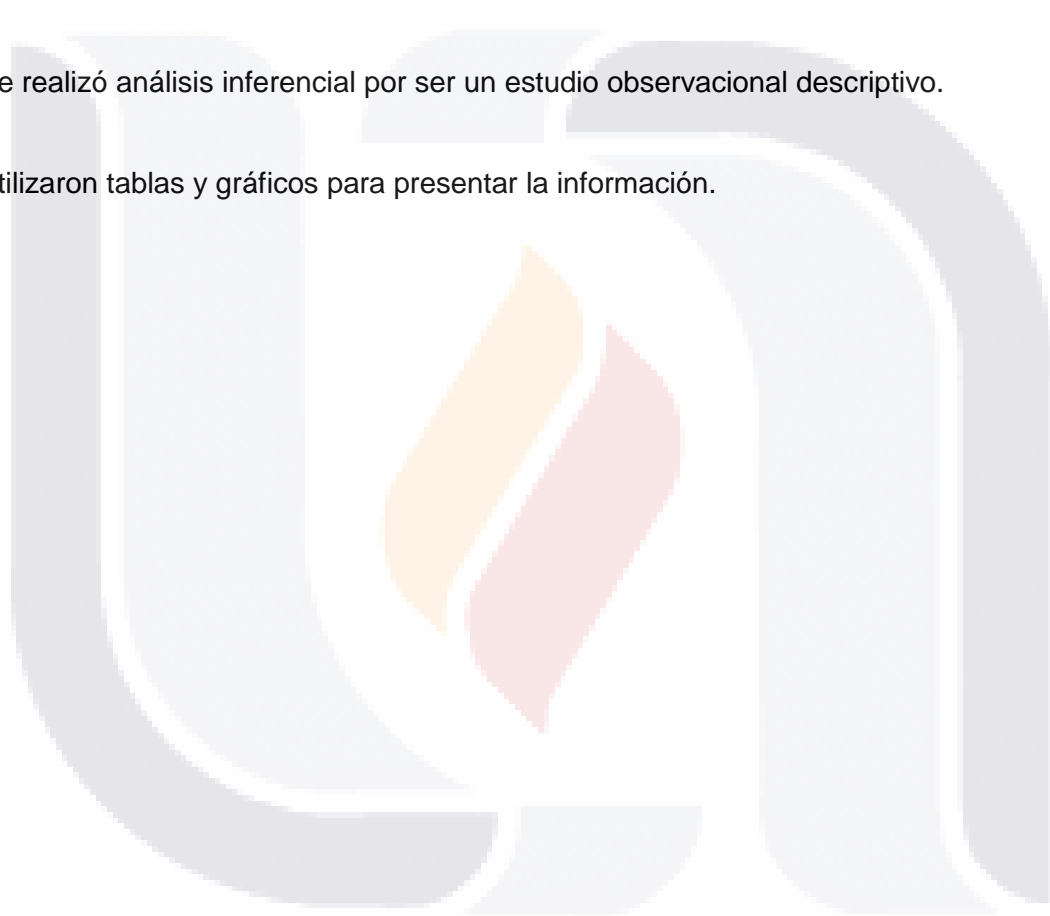 e realizó análisis inferencial por ser un estudio observacional descriptivo.
tilizaron tablas y gráficos para presentar la información.